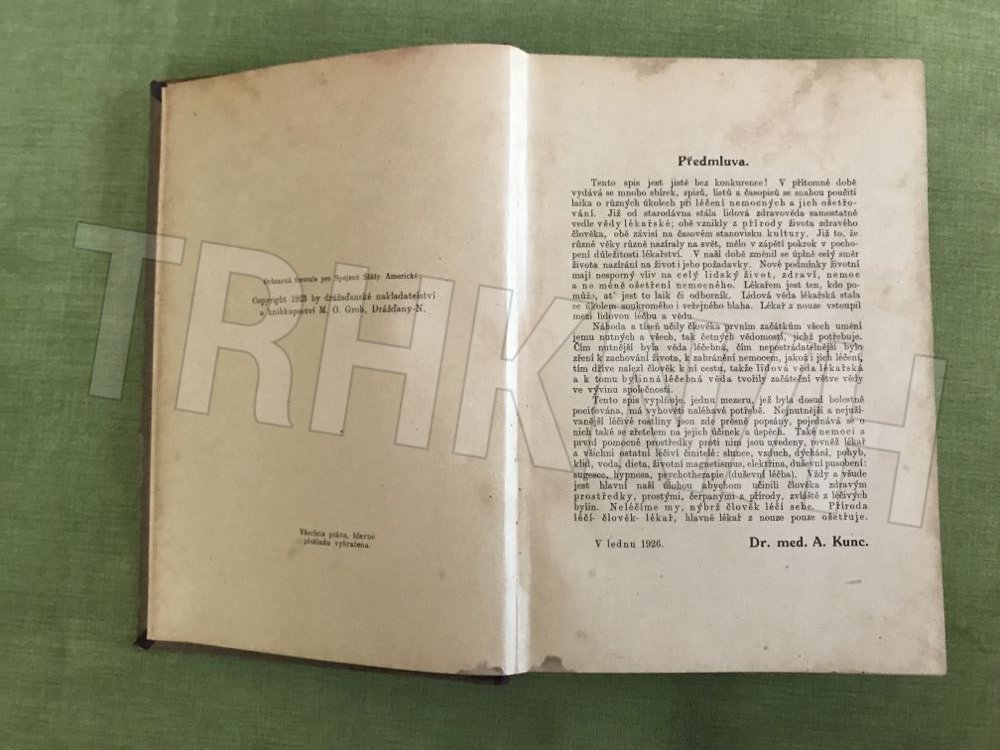 Ochranná formule pro Spojené Státy Americké:
Copyright 1923 by drážďanské nakladatelství
a knihkupectví M. O. Groh, Drážďany-N.
Všechna práva, hlavně
překladu vyhražena.
Předmluva.
Tento spis jest jistě bez konkurence! V přítomné době
vydává se mnoho sbírek, spisů, listů a časopisů se snahou poučiti
laika o různých úkolech při léčení nemocných a jich ošetřo-
vání. Již od starodávna stála lidová zdravověda samostatně
vedle vědy lékařské; obě vznikly z přírody života zdravého
člověka, obě závisí na časovém stanovisku kultury. Již to, že
různé věky různě nazíraly na svět, mělo v zápětí pokrok v pochope-
ní důležitosti lékařství. V naší době změnil se úplně celý směr
života nazírání na život i jeho požadavky. Nové podmínky životní
mají nesporný vliv na celý lidský život, zdraví, nemoc
a ne méně ošetření nemocného. Lékařem jest ten, kdo po-
může, ať jest to laik či odborník. Lidová věda lékařská stala
se úkolem soukromého i veřejného blaha. Lékař z nouze vstoupil
mezi lidovou léčbu a vědu.
Náhoda a tíseň učily člověka prvním začátkům všech umění
jemu nutných a všech, tak četných vědomostí, jichž potřebuje.
Čím nutnější byla věda léčebná, čím nepostrádatelnější bylo
zření k zachování života, k zabránění nemocem, jakož i jich léčení,
tím dříve nalezl člověk k ní cestu, takže lidová věda lékařská
a k tomu bylinná léčebná věda tvořily začáteční větve vědy
ve vývinu společnosti.
Tento spis vyplňuje, jednu mezeru, jež byla dosud bolestně
pociťována, má vyhověti naléhavé potřebě. Nejnutnější a nejuží-
vanější léčivé rostliny jsou zde přesně popsány, pojednává se o
nich také se zřetelem na jejich účinek a úspěch. Také nemoci a
první pomocné prostředky proti nim jsou uvedeny, rovněž lékař
a všichni ostatní léčiví činitelé: slunce, vzduch, dýchání, pohyb,
klid, voda, dieta, životní magnetismus, elektřina, duševní působení:
sugesce, hypnosa, psychotherapie (duševní léčba). Vždy a všude
jest hlavní naší úlohou abychom učinili člověka zdravým
prostředky, prostými, čerpanými z přírody, zvláště z léčivých
bylin. Neléčíme my, nýbrž člověk léčí sebe. Příroda
léčí- člověk- lékař, hlavně lékař z nouze pouze ošetřuje.
V lednu 1926. Dr. med. A. Kunc.